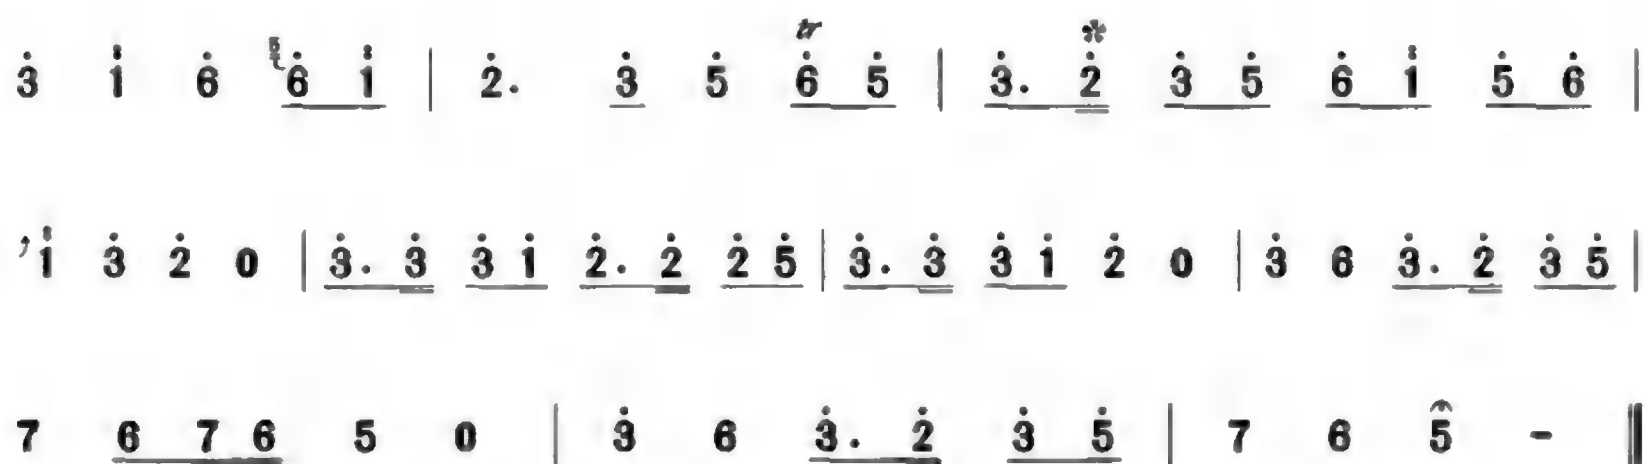 3̇ 1̇̇ 6̇ 6̇ 1̇̇ | 2̇. 3̇ 5̇ tr 6̇ 5̇ | 3̇. * 2̇ 3̇ 5̇ 6̇ 1̇̇ 5̇ 6̇ |
, 1̇̇ 3̇ 2̇ 0 | 3̇. 3̇ 3̇ 1̇ 2̇. 2̇ 2̇ 5̇ | 3̇. 3̇ 3̇ 1̇ 2̇ 0 | 3̇ 6 3̇. 2̇ 3̇ 5̇ |
7 6 7 6 5 0 | 3̇ 6 3̇. 2̇ 3̇ 5̇ | 7 6 5̇ - ‖